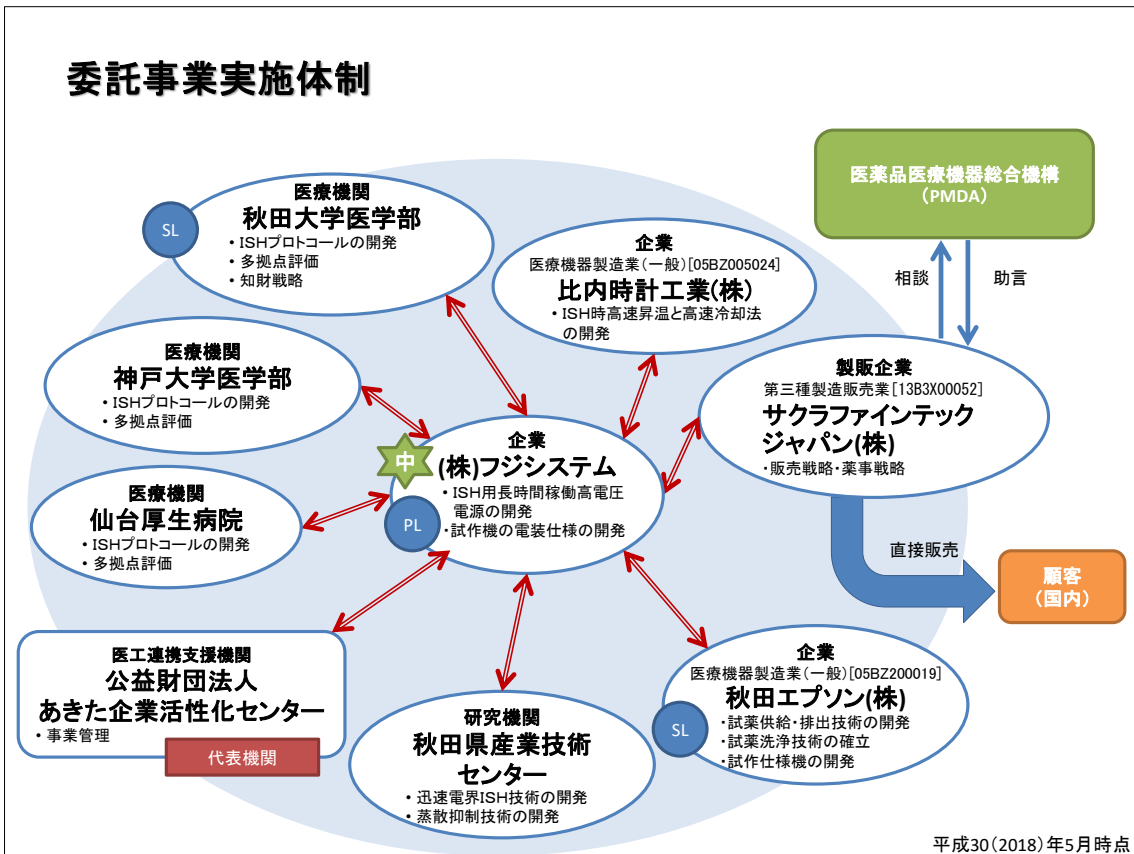 委託事業実施体制
医薬品医療機器総合機構
(PMDA)
相談
助言
医療機関
秋田大学医学部
・ISHプロトコールの開発
・多拠点評価
・知財戦略
SL
企業
医療機器製造業(一般)[05BZ005024]
比内時計工業(株)
・ISH時高速昇温と高速冷却法
の開発
医療機関
神戸大学医学部
・ISHプロトコールの開発
・多拠点評価
製販企業
第三種製造販売業[13B3X00052]
サクラファインテック
ジャパン(株)
・販売戦略・薬事戦略
企業
(株)フジシステム
・ISH用長時間稼働高電圧
電源の開発
・試作機の電装仕様の開発
中
PL
医療機関
仙台厚生病院
・ISHプロトコールの開発
・多拠点評価
直接販売
顧客
(国内)
医工連携支援機関
公益財団法人
あきた企業活性化センター
・事業管理
代表機関
研究機関
秋田県産業技術
センター
・迅速電界ISH技術の開発
・蒸散抑制技術の開発
企業
医療機器製造業(一般)[05BZ200019]
秋田エプソン(株)
・試薬供給・排出技術の開発
・試薬洗浄技術の確立
・試作仕様機の開発
SL
平成30(2018)年5月時点